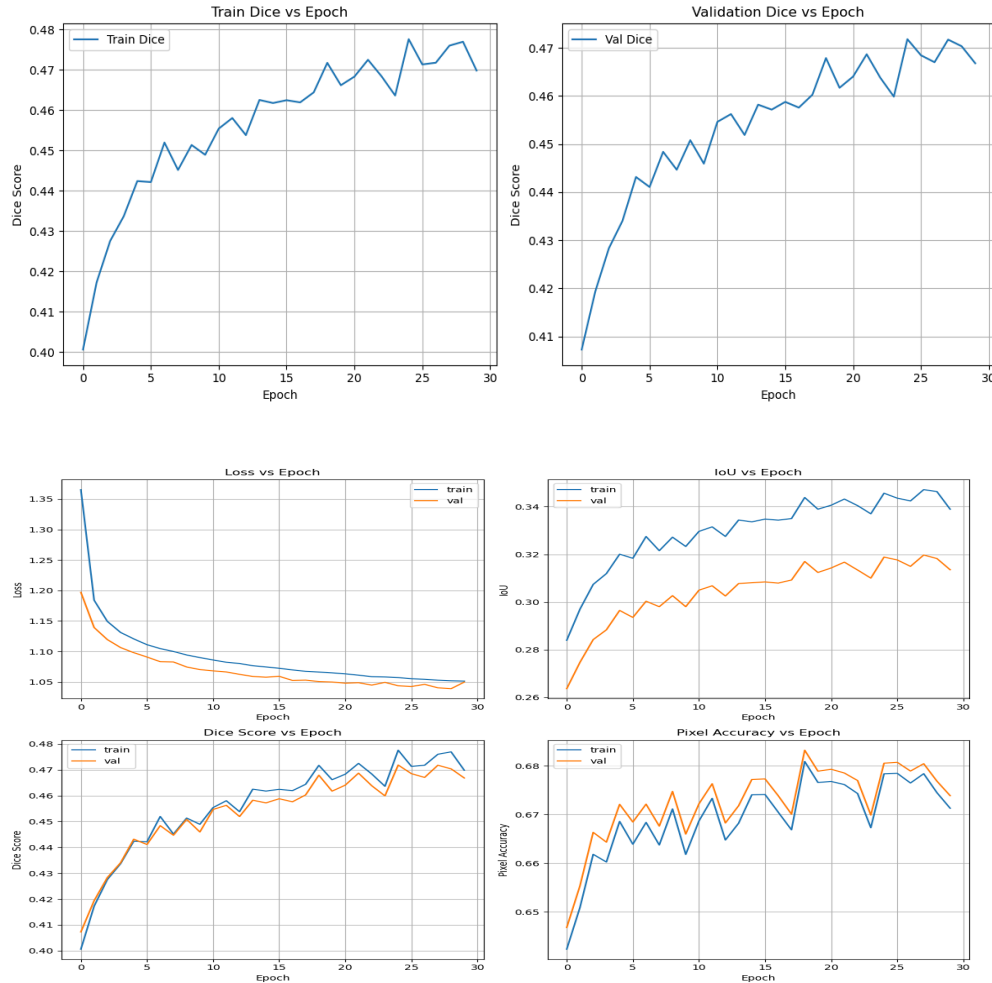 Train Dice vs Epoch
Train Dice
Dice Score
0.48
0.47
0.46
0.45
0.44
0.43
0.42
0.41
0.40
0 5 10 15 20 25 30
Epoch
Validation Dice vs Epoch
Val Dice
Dice Score
0.47
0.46
0.45
0.44
0.43
0.42
0.41
0 5 10 15 20 25 30
Epoch
Loss vs Epoch
train
val
Loss
1.35
1.30
1.25
1.20
1.15
1.10
1.05
0 5 10 15 20 25 30
Epoch
IoU vs Epoch
train
val
IoU
0.34
0.32
0.30
0.28
0.26
0 5 10 15 20 25 30
Epoch
Dice Score vs Epoch
train
val
Dice Score
0.48
0.47
0.46
0.45
0.44
0.43
0.42
0.41
0.40
0 5 10 15 20 25 30
Epoch
Pixel Accuracy vs Epoch
train
val
Pixel Accuracy
0.68
0.67
0.66
0.65
0 5 10 15 20 25 30
Epoch